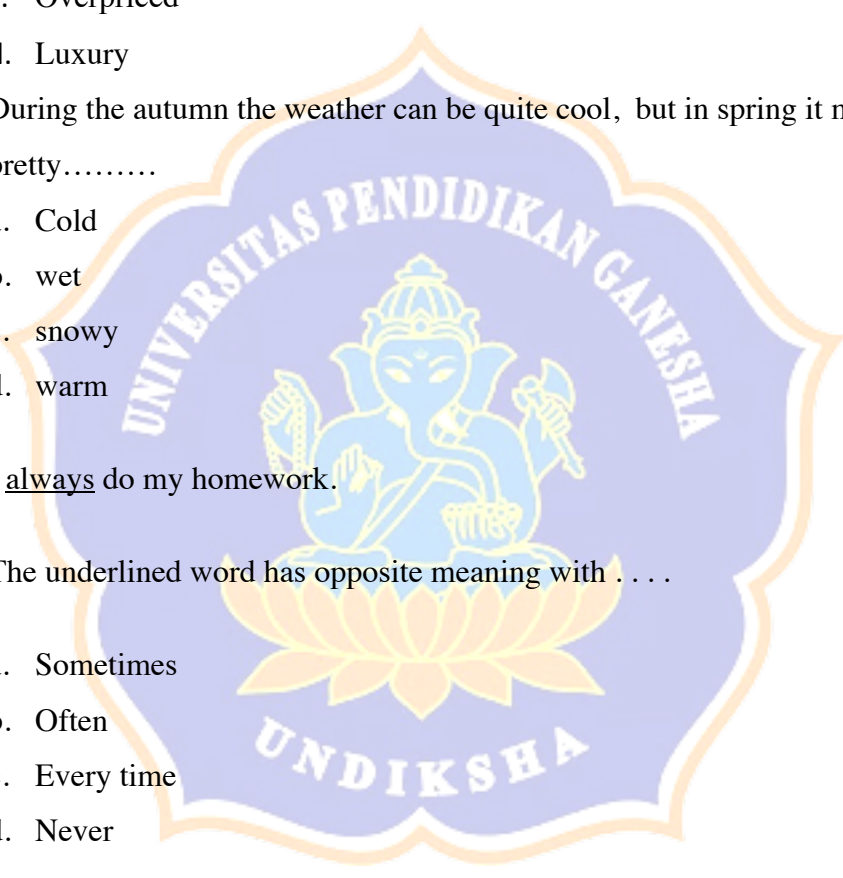 Luxury
During the autumn the weather can be quite cool, but in spring it
pretty.........
Cold
wet
snowy
d. warm
always do my homework.
The underlined word has opposite meaning with . . . .
Sometimes
Often
Every time
d. Never
UNIVERSITAS PENDIDIKAN GANESHA
UNDIKSHA